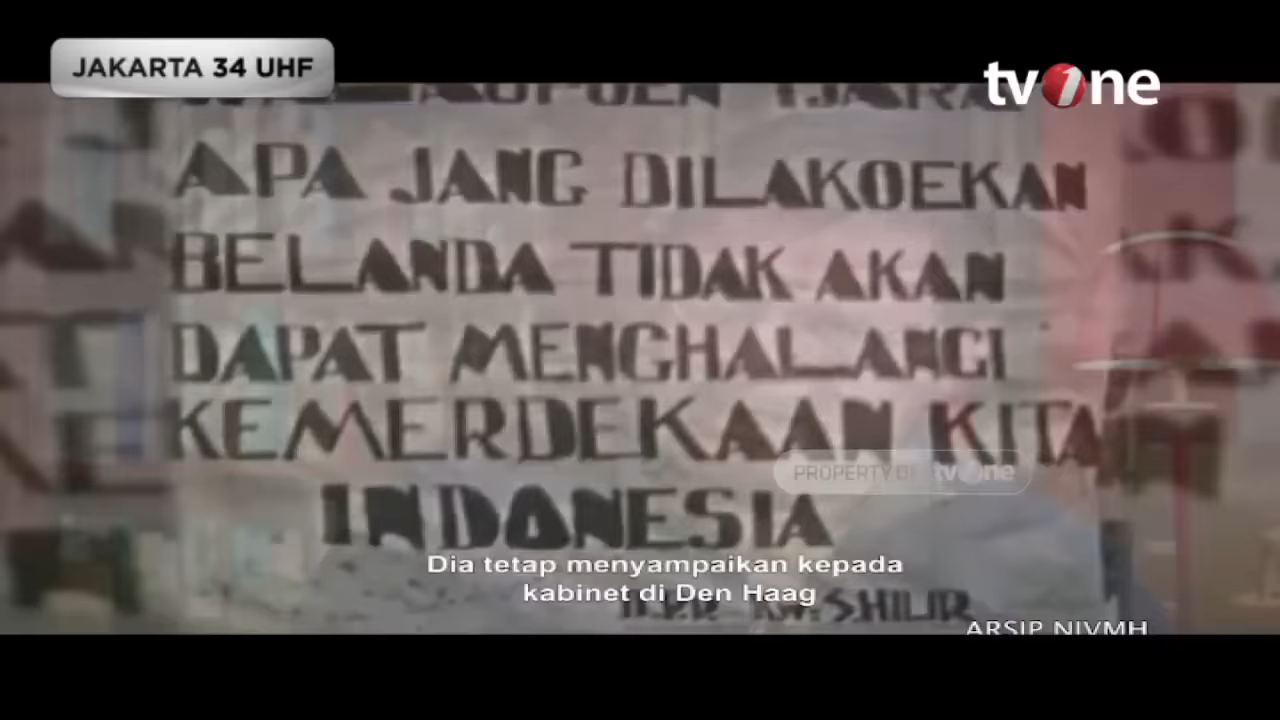 JAKARTA 34 UHF
tvOne
APA JANG DILAKOEKAN
BELANDA TIDAK AKAN
DAPAT MENGHALANGI
KEMERDEKAAN KITA
INDONESIA
PROPERTY OF tvOne
Dia tetap menyampaikan kepada
kabinet di Den Haag
ARSIP NIVMH